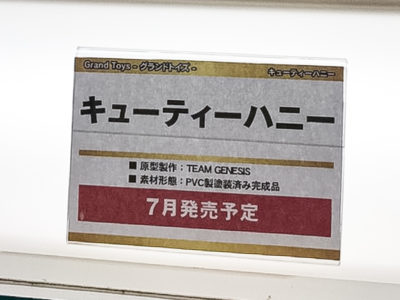 Grand Toys - グランドトイズ - キューティーハニー
キューティーハニー
■ 原型製作：TEAM GENESIS
■ 素材形態：PVC製塗装済み完成品
7月発売予定